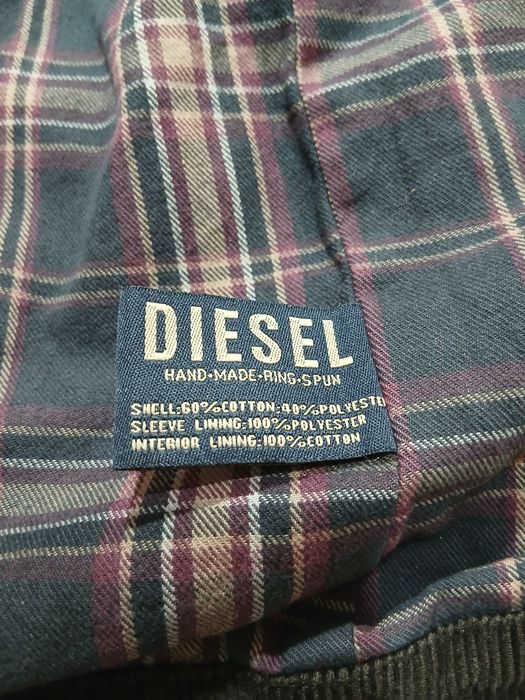 DIESEL
HAND·MADE·RING·SPUN
SHELL:60%COTTON:40%POLYESTE
SLEEVE LINING:100%POLYESTER
INTERIOR LINING:100%COTTON